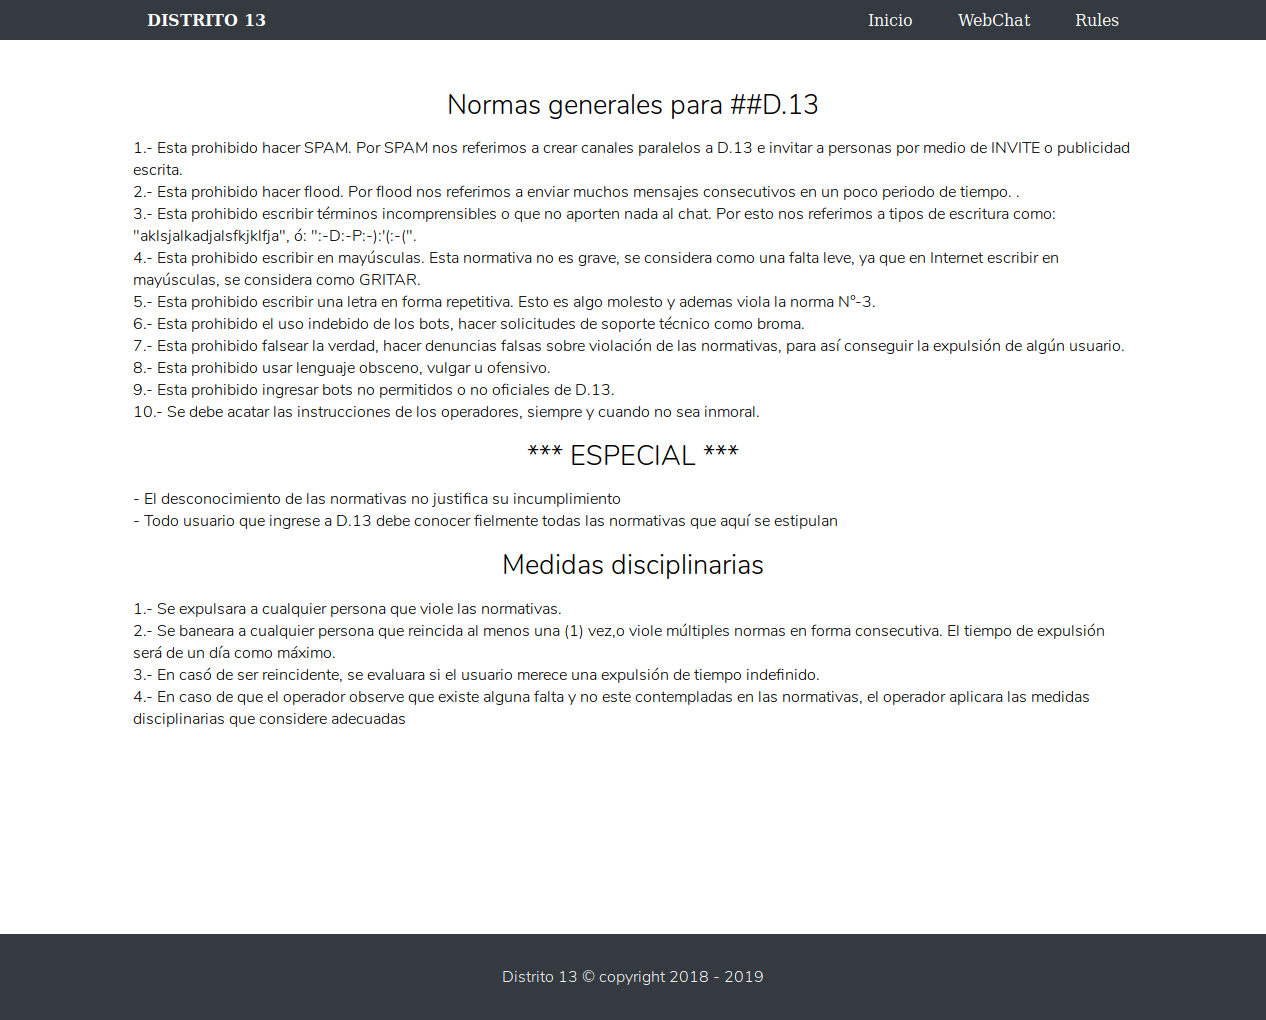 DISTRITO 13
Inicio
WebChat
Rules
Normas generales para ##D.13
1.- Esta prohibido hacer SPAM. Por SPAM nos referimos a crear canales paralelos a D.13 e invitar a personas por medio de INVITE o publicidad
escrita.
2.- Esta prohibido hacer flood. Por flood nos referimos a enviar muchos mensajes consecutivos en un poco periodo de tiempo. .
3.- Esta prohibido escribir términos incomprensibles o que no aporten nada al chat. Por esto nos referimos a tipos de escritura como:
"aklsjalkadjalsfkjklfja", ó: ":-D:-P:-):'(:-(".
4.- Esta prohibido escribir en mayúsculas. Esta normativa no es grave, se considera como una falta leve, ya que en Internet escribir en
mayúsculas, se considera como GRITAR.
5.- Esta prohibido escribir una letra en forma repetitiva. Esto es algo molesto y ademas viola la norma N°-3.
6.- Esta prohibido el uso indebido de los bots, hacer solicitudes de soporte técnico como broma.
7.- Esta prohibido falsear la verdad, hacer denuncias falsas sobre violación de las normativas, para así conseguir la expulsión de algún usuario.
8.- Esta prohibido usar lenguaje obsceno, vulgar u ofensivo.
9.- Esta prohibido ingresar bots no permitidos o no oficiales de D.13.
10.- Se debe acatar las instrucciones de los operadores, siempre y cuando no sea inmoral.
*** ESPECIAL ***
- El desconocimiento de las normativas no justifica su incumplimiento
- Todo usuario que ingrese a D.13 debe conocer fielmente todas las normativas que aquí se estipulan
Medidas disciplinarias
1.- Se expulsara a cualquier persona que viole las normativas.
2.- Se baneara a cualquier persona que reincida al menos una (1) vez,o viole múltiples normas en forma consecutiva. El tiempo de expulsión
será de un día como máximo.
3.- En casó de ser reincidente, se evaluara si el usuario merece una expulsión de tiempo indefinido.
4.- En caso de que el operador observe que existe alguna falta y no este contempladas en las normativas, el operador aplicara las medidas
disciplinarias que considere adecuadas
Distrito 13 © copyright 2018 - 2019